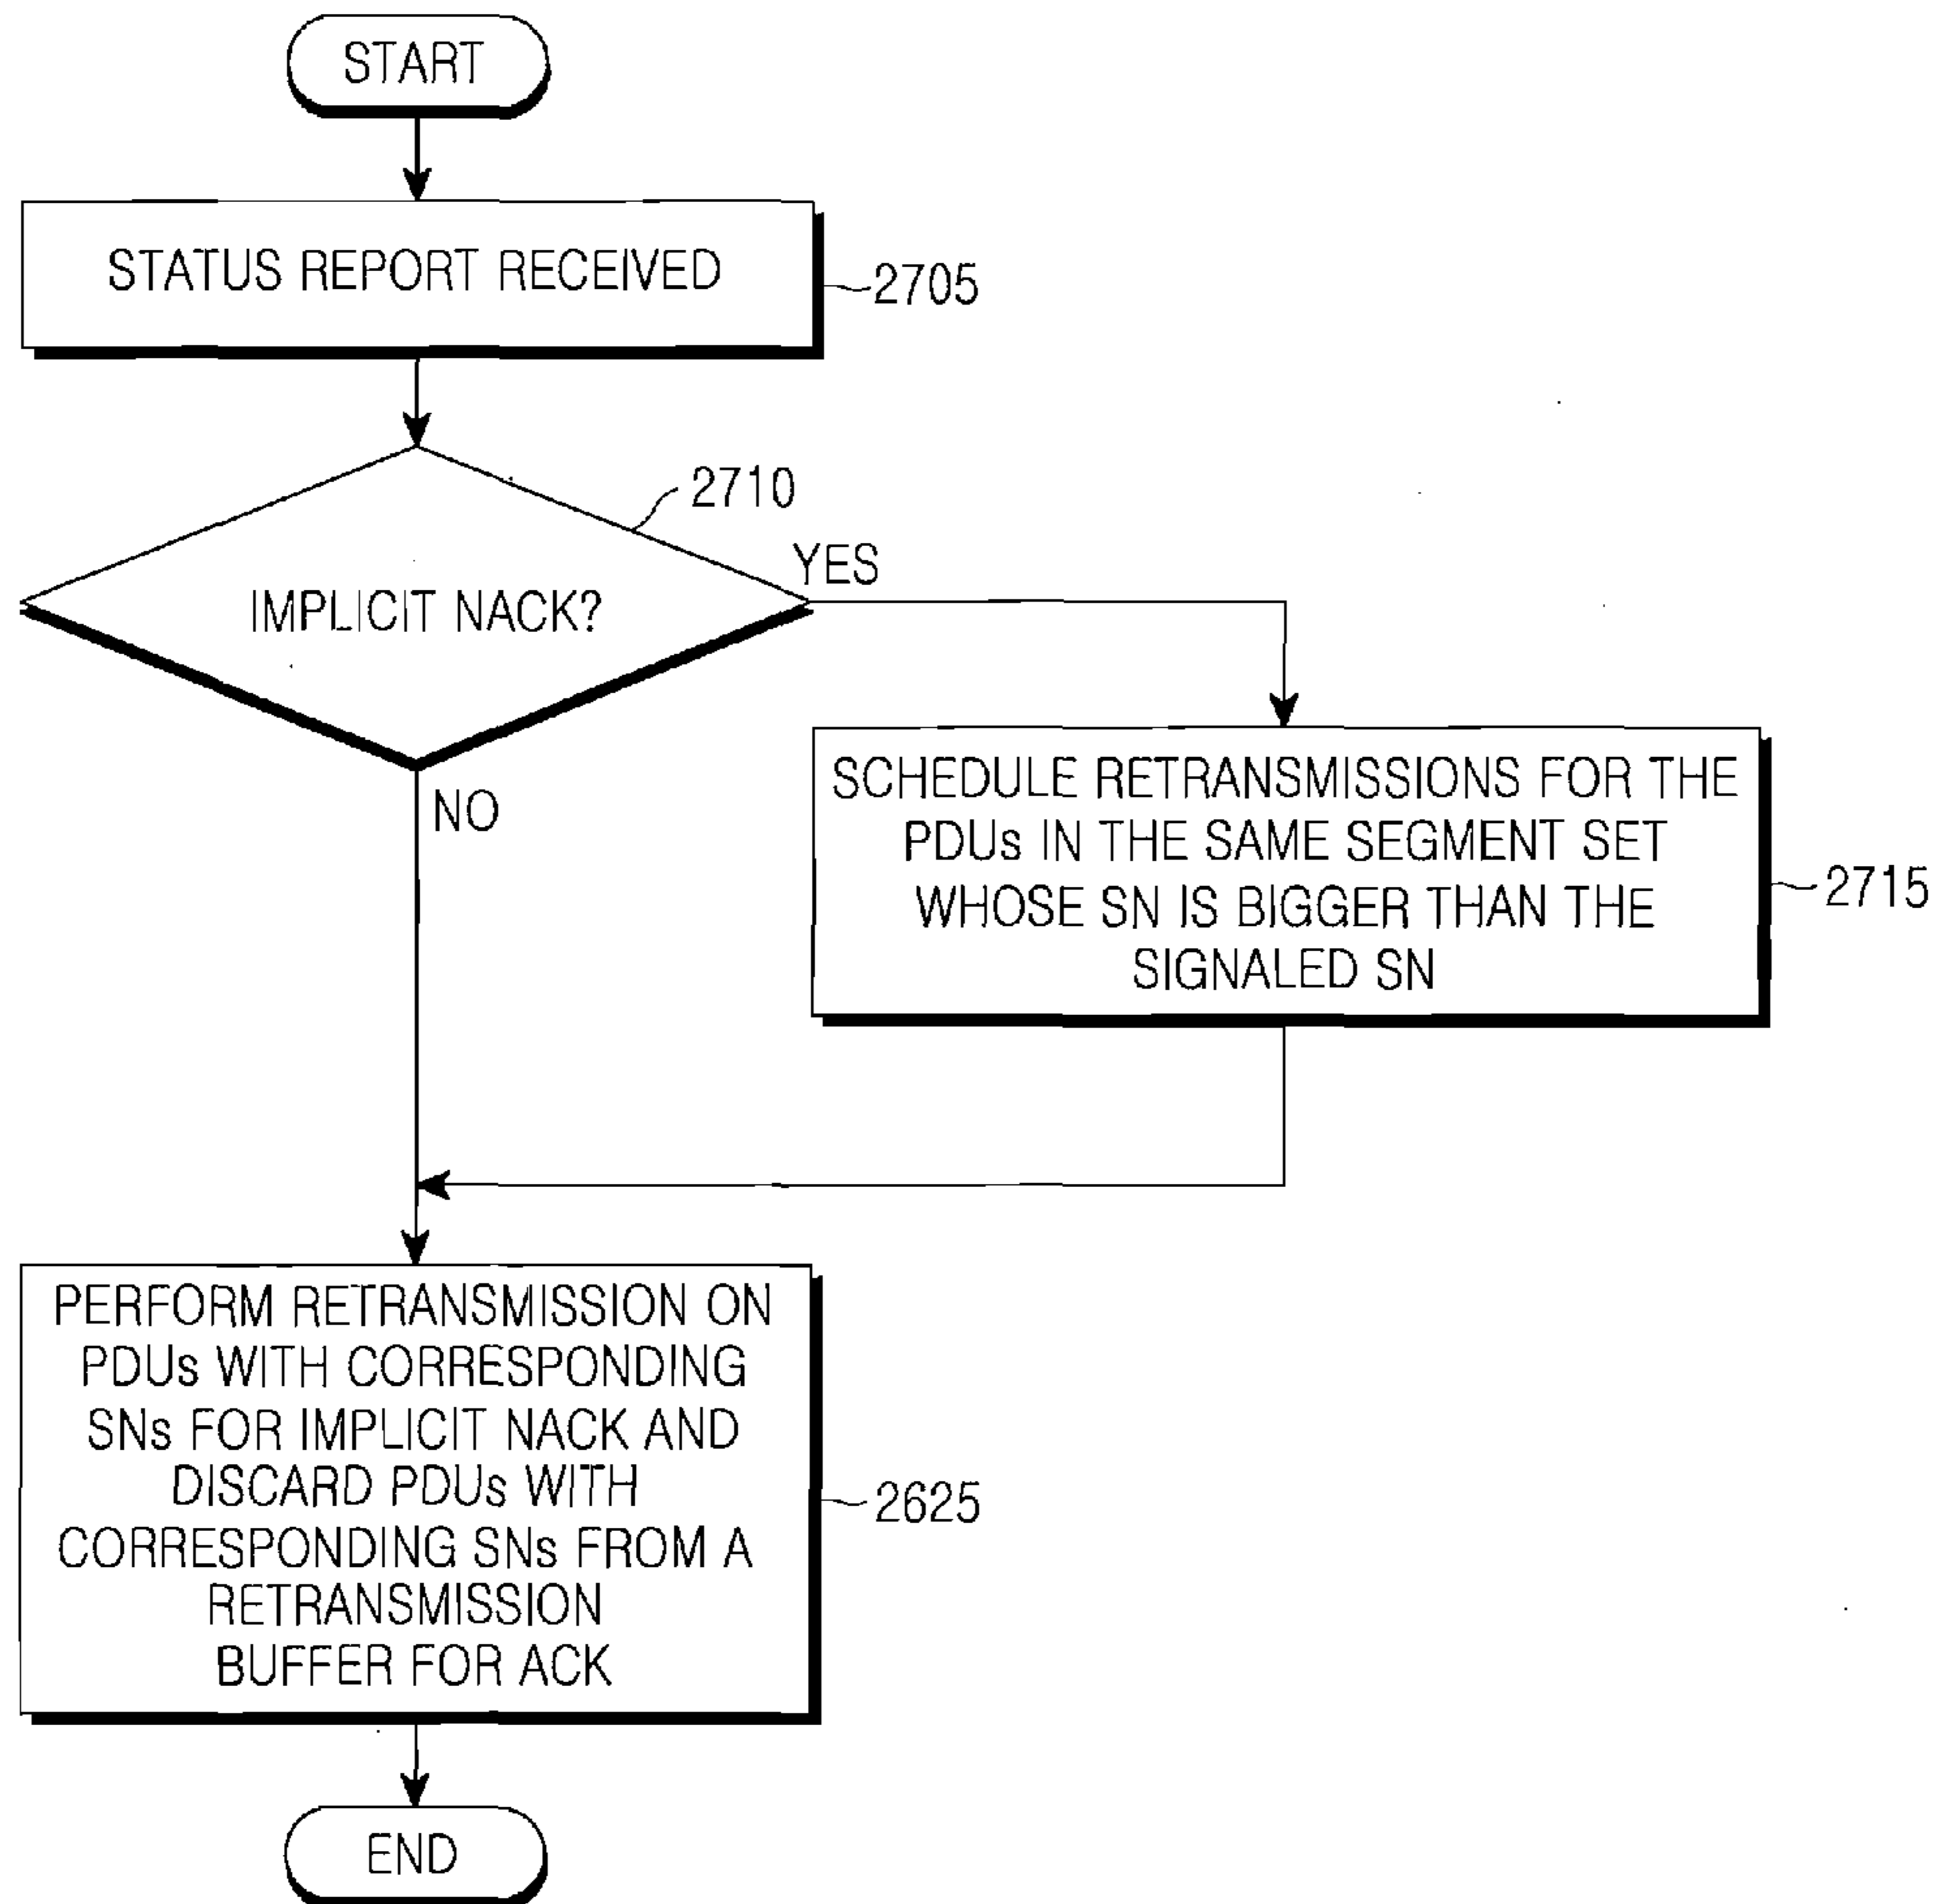 START
STATUS REPORT RECEIVED
2705
2710
YES
IMPLICIT NACK?
NO
SCHEDULE RETRANSMISSIONS FOR THE
PDUs IN THE SAME SEGMENT SET
WHOSE SN IS BIGGER THAN THE
SIGNALED SN
2715
PERFORM RETRANSMISSION ON
PDUs WITH CORRESPONDING
SNs FOR IMPLICIT NACK AND
DISCARD PDUs WITH
CORRESPONDING SNs FROM A
RETRANSMISSION
BUFFER FOR ACK
2625
END